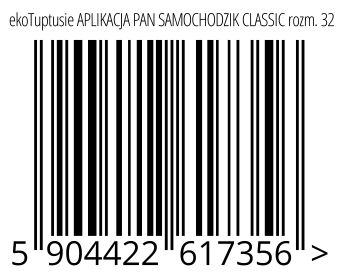 ekoTuptusie APLIKACJA PAN SAMOCHODZIK CLASSIC rozm. 32
5 904422 617356 >